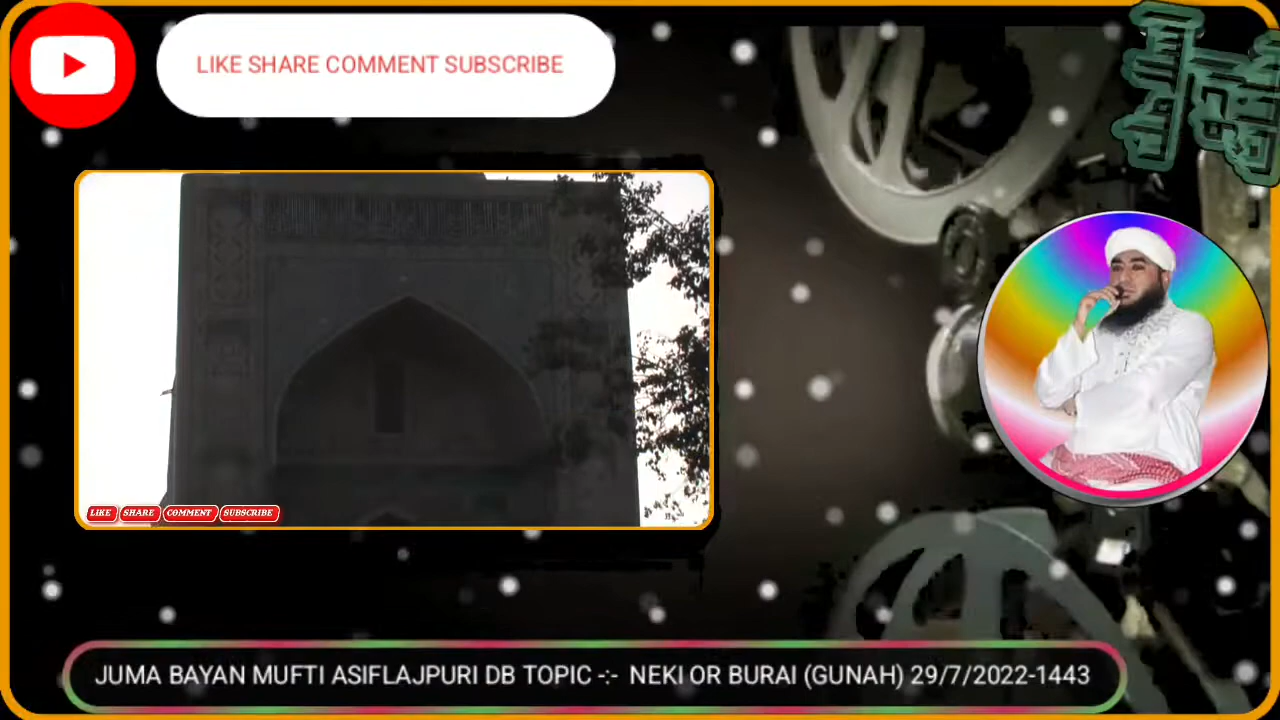 LIKE SHARE COMMENT SUBSCRIBE
LIKE SHARE COMMENT SUBSCRIBE
JUMA BAYAN MUFTI ASIFLAJPURI DB TOPIC -:- NEKI OR BURAI (GUNAH) 29/7/2022-1443